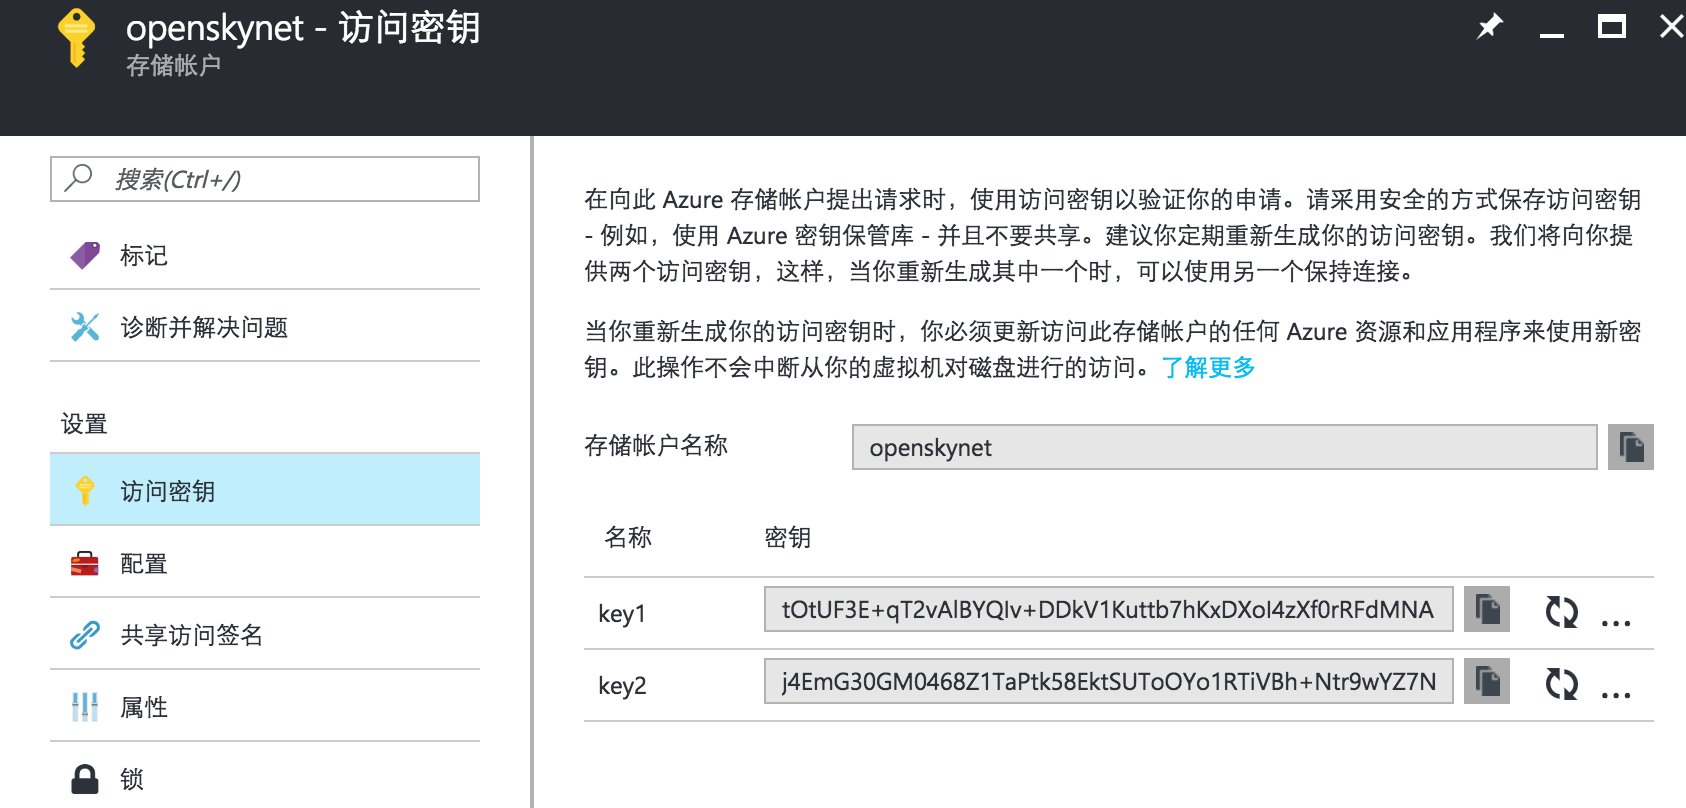 openskynet - 访问密钥
存储帐户
搜索(Ctrl+/)
标记
诊断并解决问题
设置
访问密钥
配置
共享访问签名
属性
锁
在向此 Azure 存储帐户提出请求时，使用访问密钥以验证你的申请。请采用安全的方式保存访问密钥
- 例如，使用 Azure 密钥保管库 - 并且不要共享。建议你定期重新生成你的访问密钥。我们将向你提
供两个访问密钥，这样，当你重新生成其中一个时，可以使用另一个保持连接。
当你重新生成你的访问密钥时，你必须更新访问此存储帐户的任何 Azure 资源和应用程序来使用新密
钥。此操作不会中断从你的虚拟机对磁盘进行的访问。了解更多
存储帐户名称 openskynet
名称 密钥
key1 tOtUF3E+qT2vAlBYQIv+DDkV1Kuttb7hKxDXoI4zXf0rRFdMNA
key2 j4EmG30GM0468Z1TaPtk58EktSUToOYo1RTiVBh+Ntr9wYZ7N